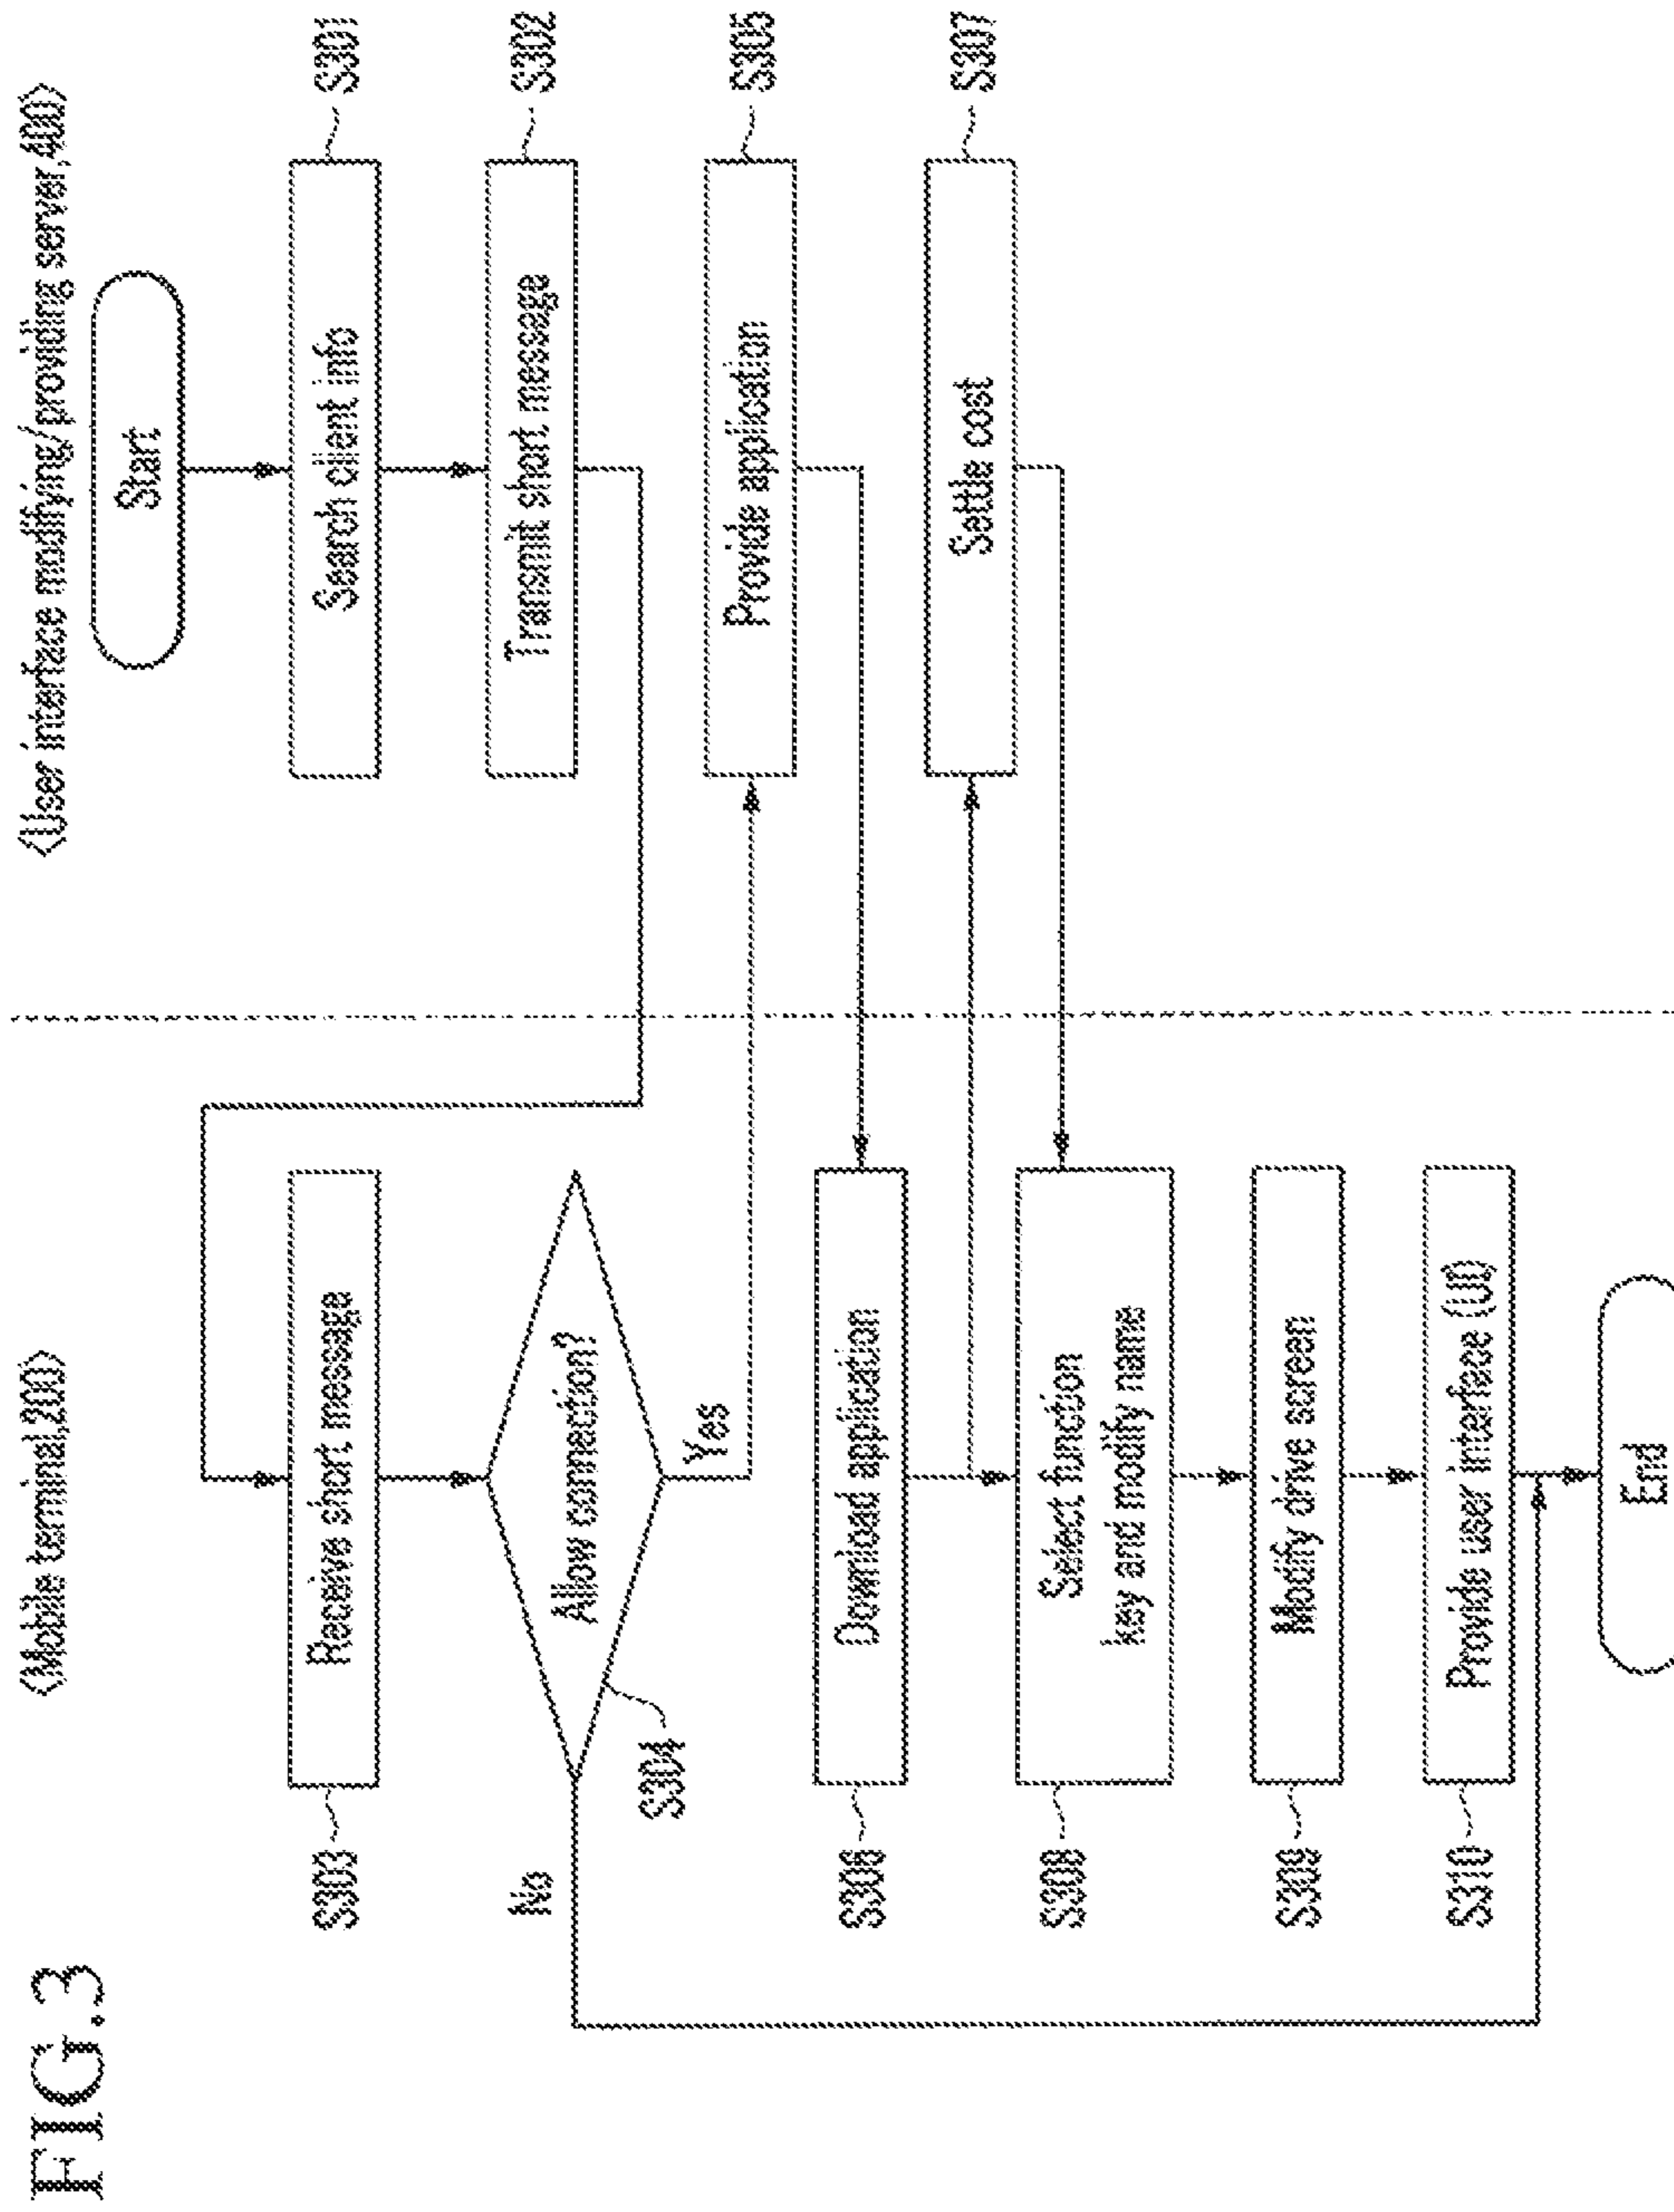 FIG.3
<Mobile terminal,200>
<User interface modifying/providing server,400>
Start
Search client info
S301
Transmit short message
S302
Receive short message
S303
Allow connection?
S304
No
Yes
Provide application
S305
Download application
S306
Settle cost
S307
Select function
key and modify name
S308
Modify drive screen
S309
Provide user interface (UI)
S310
End